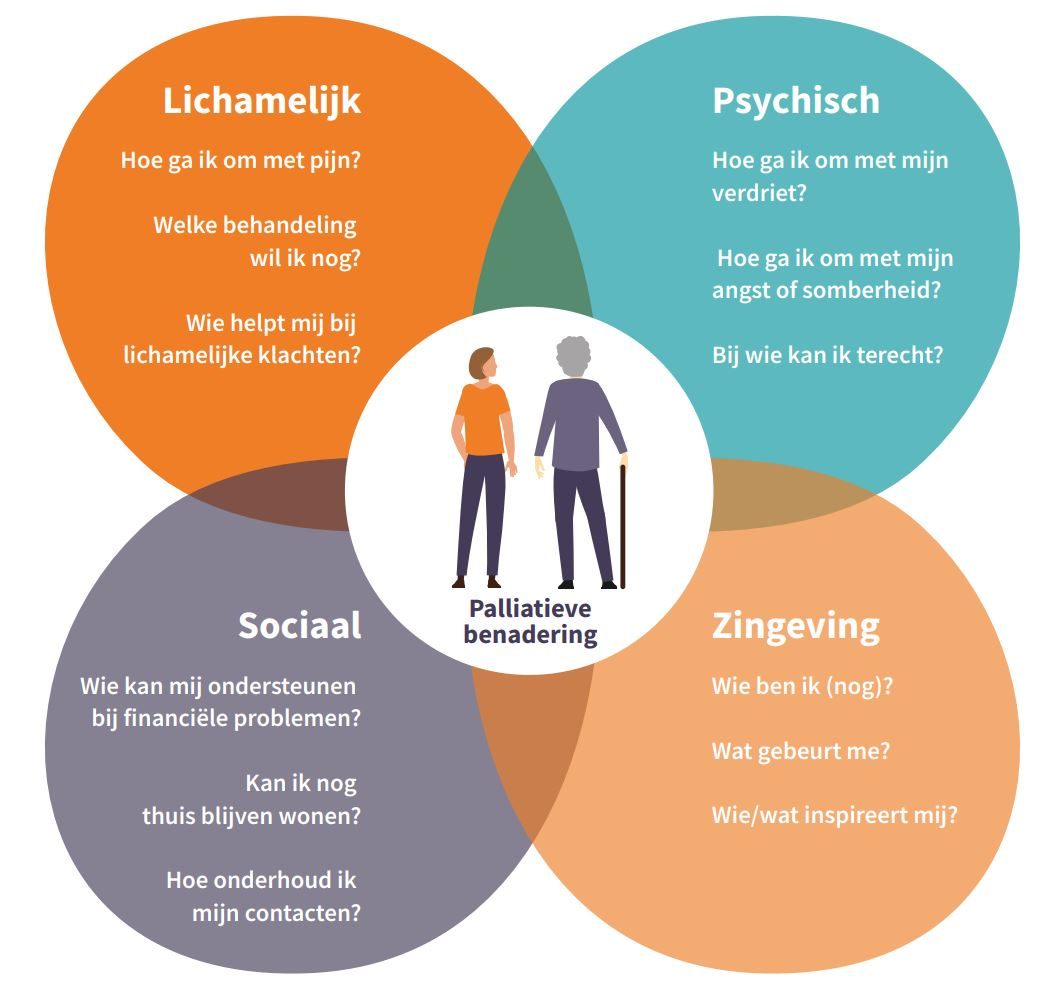 Lichamelijk
Hoe ga ik om met pijn?
Welke behandeling
wil ik nog?
Wie helpt mij bij
lichamelijke klachten?
Psychisch
Hoe ga ik om met mijn
verdriet?
Hoe ga ik om met mijn
angst of somberheid?
Bij wie kan ik terecht?
Palliatieve
benadering
Sociaal
Wie kan mij ondersteunen
bij financiële problemen?
Kan ik nog
thuis blijven wonen?
Hoe onderhoud ik
mijn contacten?
Zingeving
Wie ben ik (nog)?
Wat gebeurt me?
Wie/wat inspireert mij?